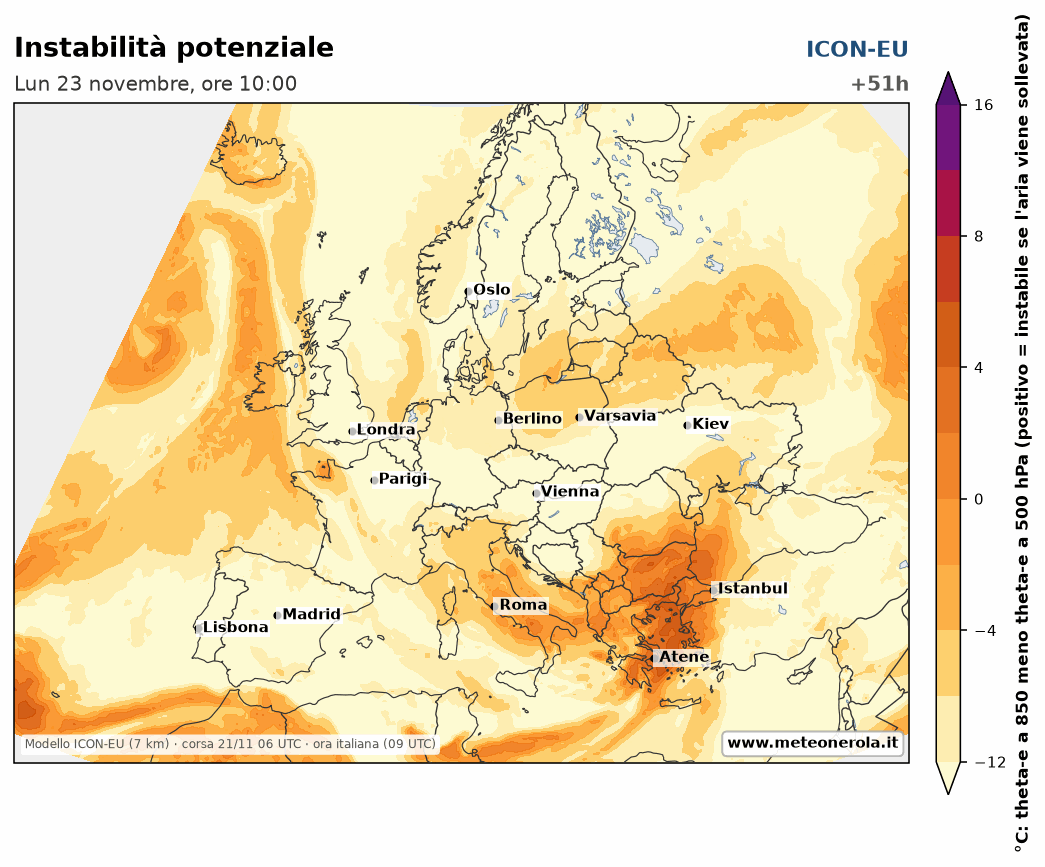 Instabilità potenziale
ICON-EU
Lun 23 novembre, ore 10:00
+51h
Oslo
Berlino
Varsavia
Kiev
Londra
Parigi
Vienna
Istanbul
Roma
Madrid
Lisbona
Atene
Modello ICON-EU (7 km) · corsa 21/11 06 UTC · ora italiana (09 UTC)
www.meteonerola.it
16
8
4
0
−4
−12
°C: theta-e a 850 meno theta-e a 500 hPa (positivo = instabile se l'aria viene sollevata)